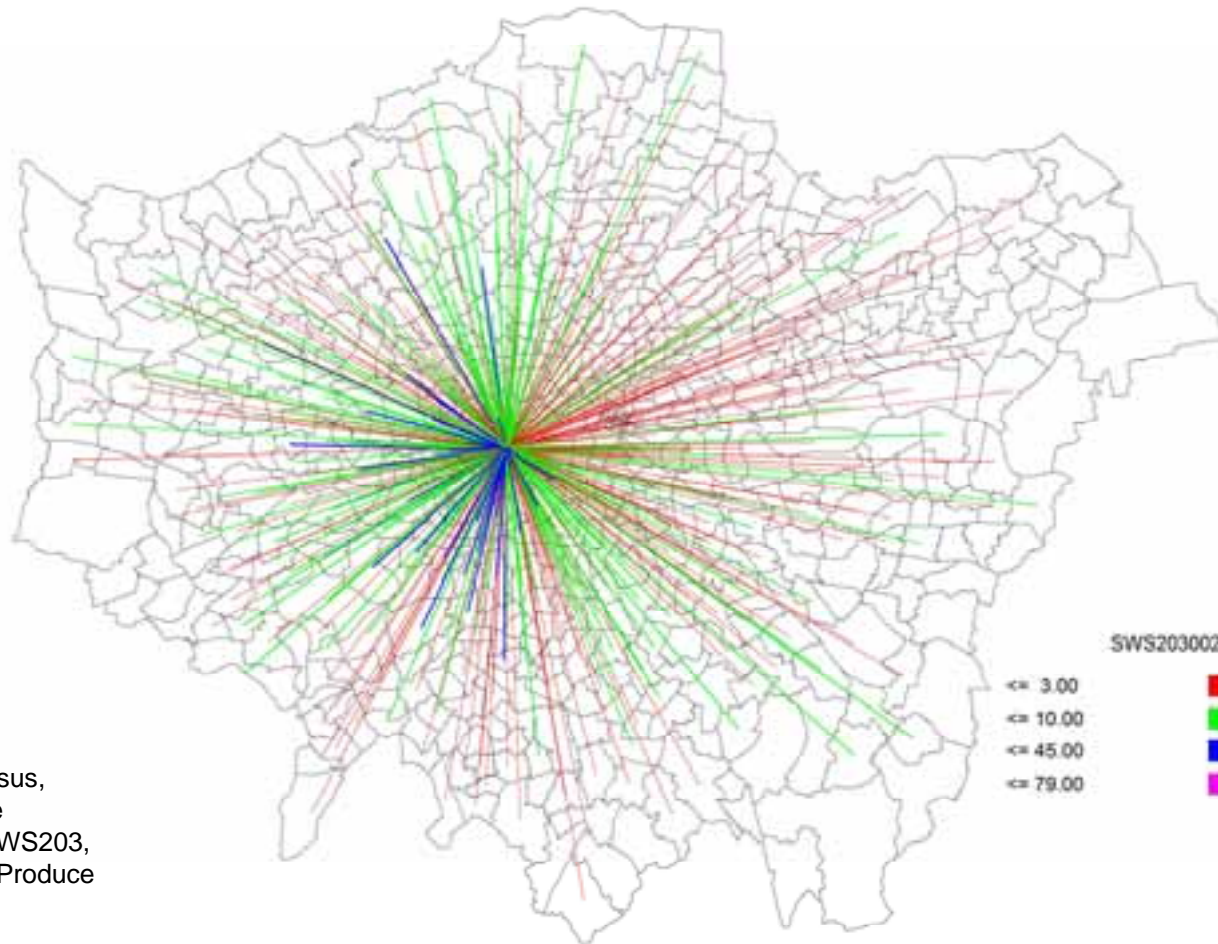 SWS203002
<= 3.00
<= 10.00
<= 45.00
<= 79.00
sus,
e
WS203,
Produce